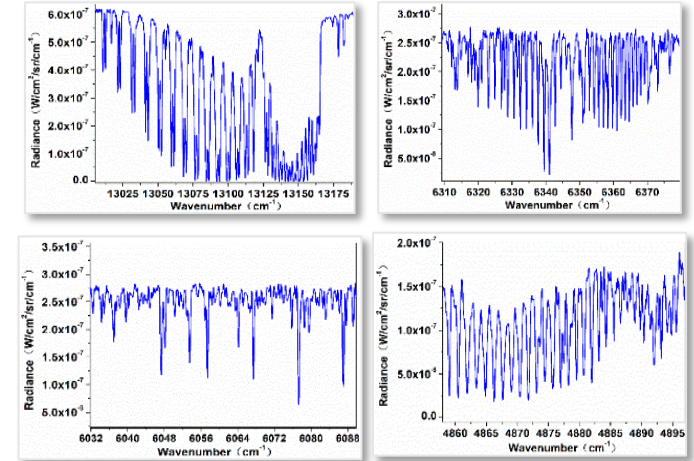 6.0x10⁻⁷
5.0x10⁻⁷
4.0x10⁻⁷
3.0x10⁻⁷
2.0x10⁻⁷
1.0x10⁻⁷
0.0
Radiance（W/cm²/sr/cm⁻¹）
13025 13050 13075 13100 13125 13150 13175
Wavenumber（cm⁻¹）
3.0x10⁻⁷
2.5x10⁻⁷
2.0x10⁻⁷
1.5x10⁻⁷
1.0x10⁻⁷
5.0x10⁻⁸
Radiance（W/cm²/sr/cm⁻¹）
6310 6320 6330 6340 6350 6360 6370
Wavenumber（cm⁻¹）
3.5x10⁻⁷
3.0x10⁻⁷
2.5x10⁻⁷
2.0x10⁻⁷
1.5x10⁻⁷
1.0x10⁻⁷
5.0x10⁻⁸
Radiance（W/cm²/sr/cm⁻¹）
6032 6040 6048 6056 6064 6072 6080 6088
Wavenumber（cm⁻¹）
2.0x10⁻⁷
1.5x10⁻⁷
1.0x10⁻⁷
5.0x10⁻⁸
0.0
Radiance（W/cm²/sr/cm⁻¹）
4860 4865 4870 4875 4880 4885 4890 4895
Wavenumber（cm⁻¹）